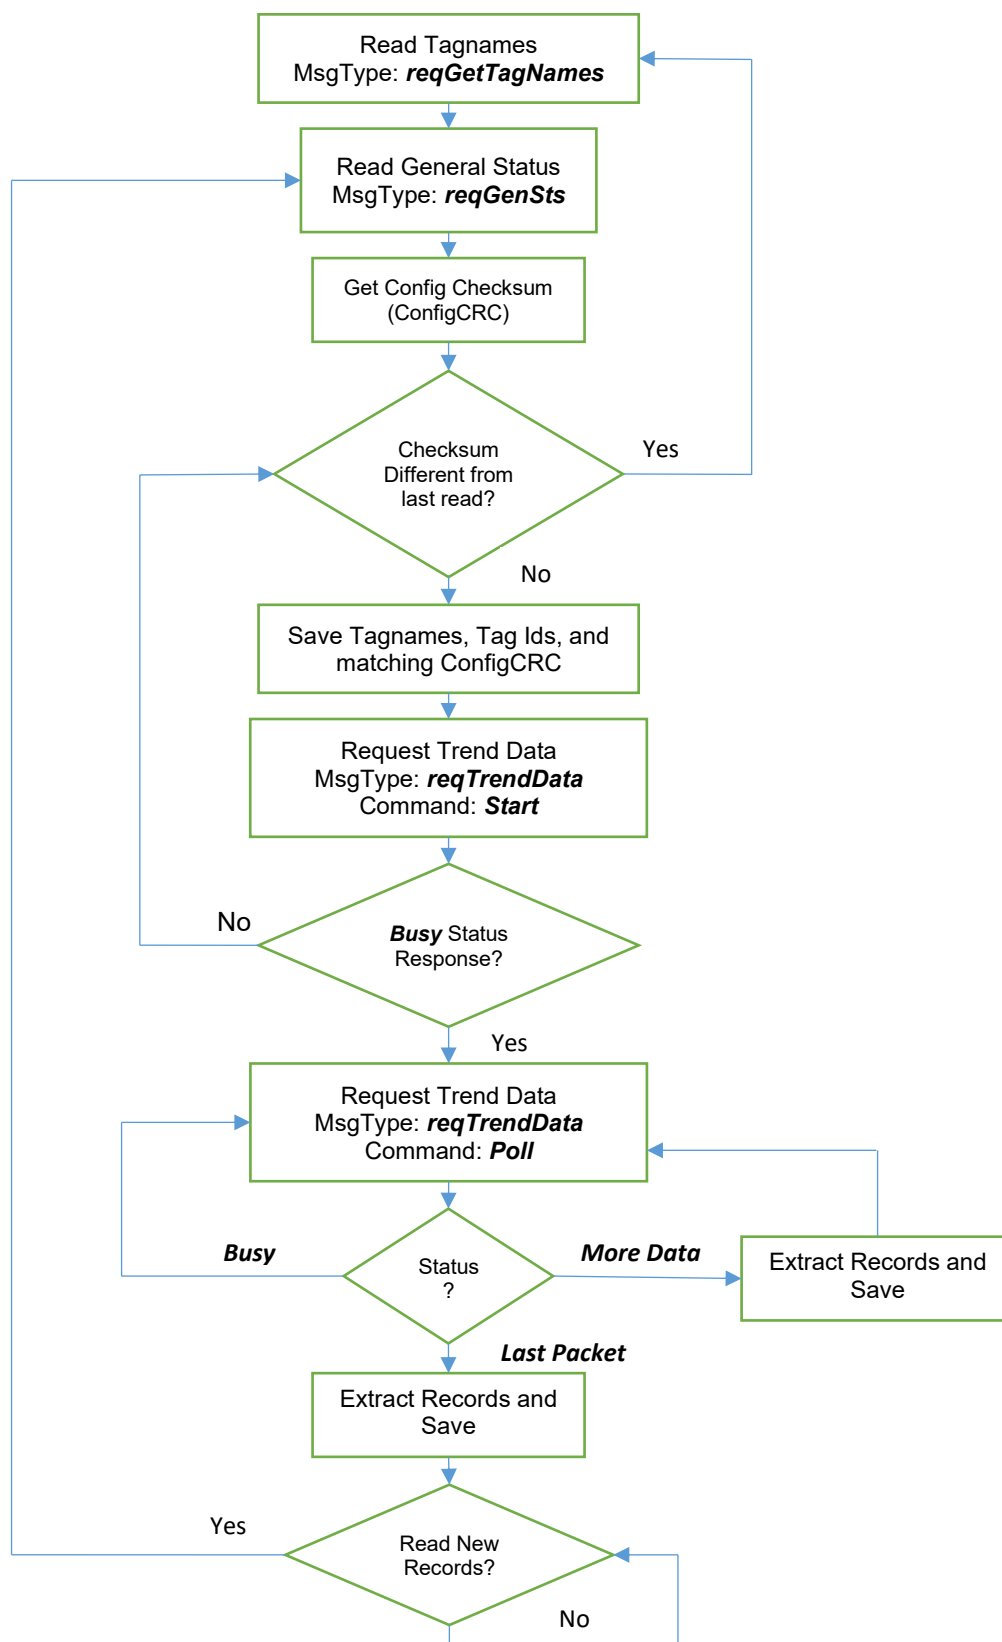 Read Tagnames
MsgType: reqGetTagNames
Read General Status
MsgType: reqGenSts
Get Config Checksum
(ConfigCRC)
Checksum
Different from
last read?
Yes
No
Save Tagnames, Tag Ids, and
matching ConfigCRC
Request Trend Data
MsgType: reqTrendData
Command: Start
No
Busy Status
Response?
Yes
Request Trend Data
MsgType: reqTrendData
Command: Poll
Busy
Status
?
More Data
Extract Records and
Save
Last Packet
Extract Records and
Save
Yes
Read New
Records?
No